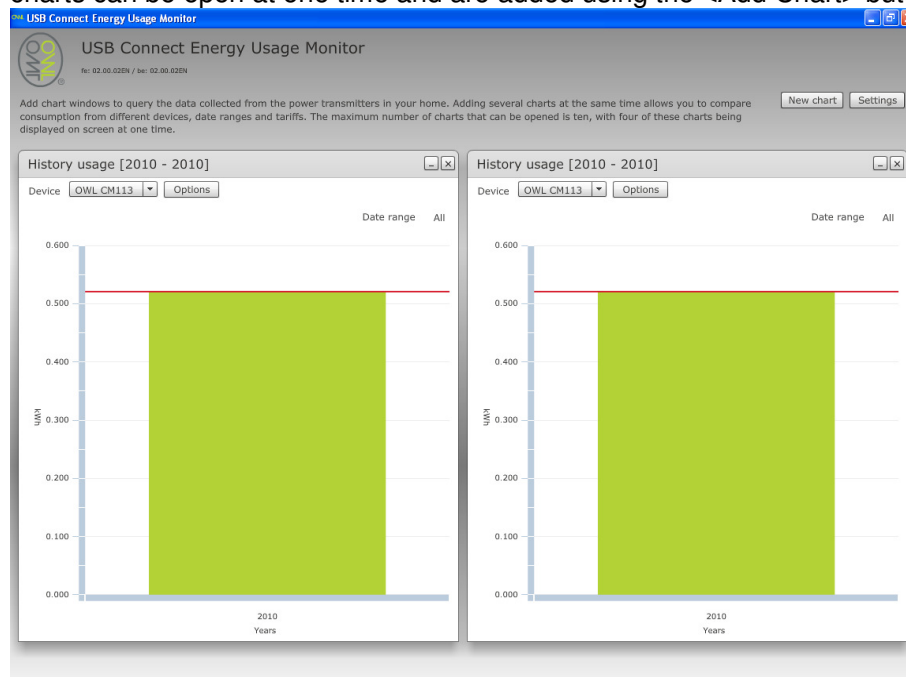 charts can be open at one time and are added using the <Add Chart> but
OWL USB Connect Energy Usage Monitor
OWL
USB Connect Energy Usage Monitor
fe: 02.00.02EN / be: 02.00.02EN
®
Add chart windows to query the data collected from the power transmitters in your home. Adding several charts at the same time allows you to compare
consumption from different devices, date ranges and tariffs. The maximum number of charts that can be opened is ten, with four of these charts being
displayed on screen at one time.
New chart Settings
History usage [2010 - 2010]
Device OWL CM113 Options
Date range All
0.600
0.500
0.400
0.300
0.200
0.100
0.000
kWh
2010
Years
History usage [2010 - 2010]
Device OWL CM113 Options
Date range All
0.600
0.500
0.400
0.300
0.200
0.100
0.000
kWh
2010
Years